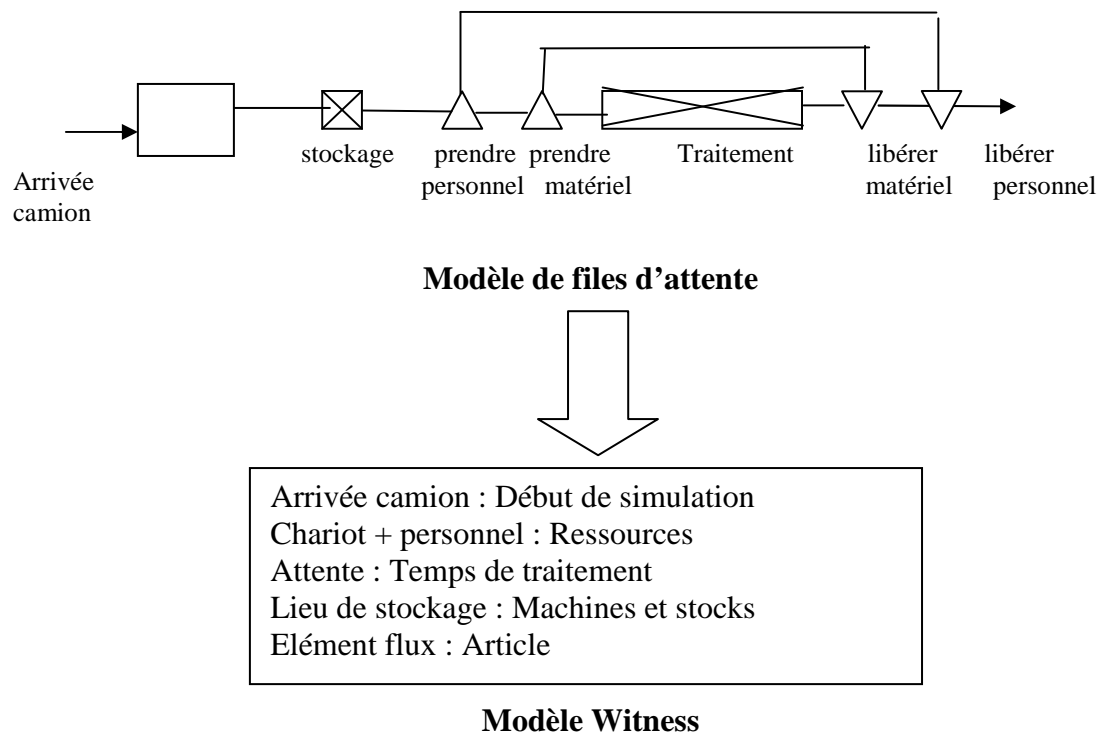 stockage
prendre personnel
prendre matériel
Traitement
libérer matériel
libérer personnel
Arrivée camion
Modèle de files d'attente
Arrivée camion : Début de simulation
Chariot + personnel : Ressources
Attente : Temps de traitement
Lieu de stockage : Machines et stocks
Elément flux : Article
Modèle Witness